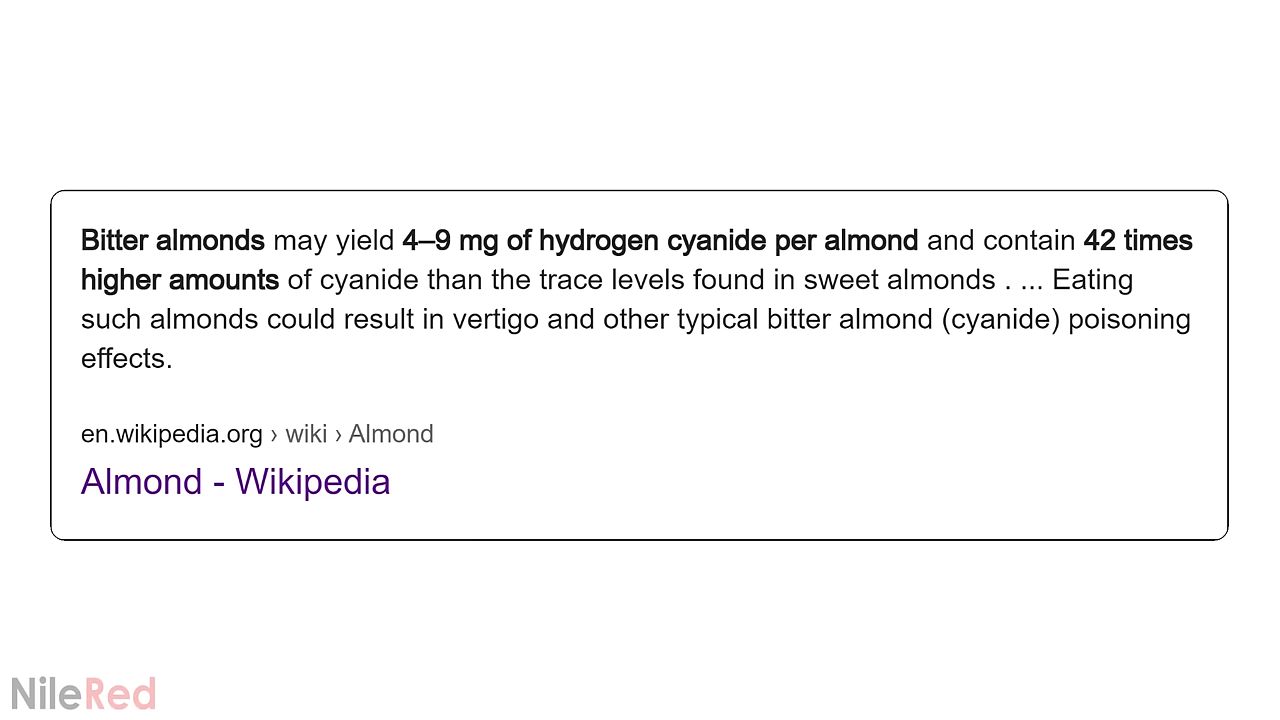 Bitter almonds may yield 4–9 mg of hydrogen cyanide per almond and contain 42 times
higher amounts of cyanide than the trace levels found in sweet almonds . ... Eating
such almonds could result in vertigo and other typical bitter almond (cyanide) poisoning
effects.
en.wikipedia.org › wiki › Almond
Almond - Wikipedia
NileRed